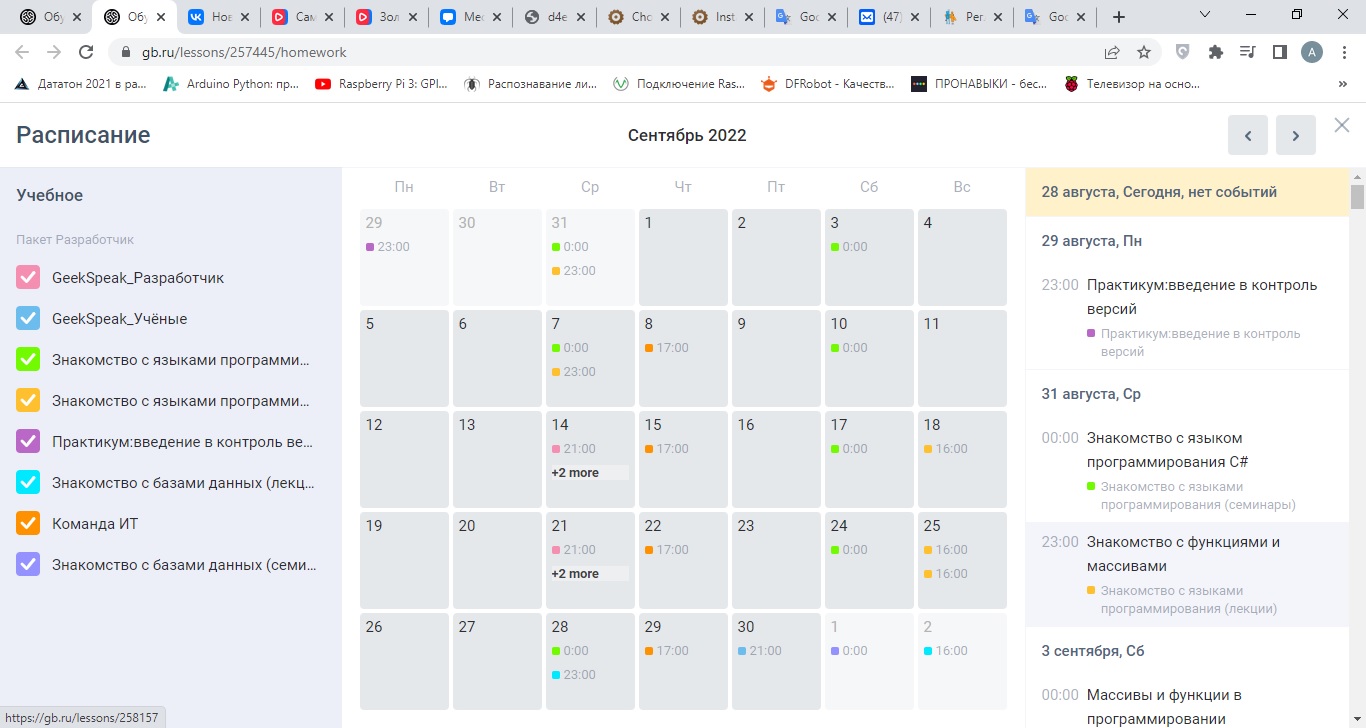 Обу
Обу
Нов
Сам
Зол
Мес
d4e
Cho
Inst
Goo
(47)
Рег
Goo
gb.ru/lessons/257445/homework
A
Дататон 2021 в ра...
Arduino Python: пр...
Raspberry Pi 3: GPI...
Распознавание ли...
Подключение Ras...
DFRobot - Качеств...
ПРОНАВЫКИ - бес...
Телевизор на осно...
»
Расписание
Сентябрь 2022
Учебное
Пакет Разработчик
GeekSpeak_Разработчик
GeekSpeak_Учёные
Знакомство с языками программи...
Знакомство с языками программи...
Практикум:введение в контроль ве...
Знакомство с базами данных (лекц...
Команда ИТ
Знакомство с базами данных (семи...
Пн Вт Ср Чт Пт Сб Вс
29 30 31 1 2 3 4
23:00 0:00 0:00
23:00
5 6 7 8 9 10 11
0:00 17:00 0:00
23:00
12 13 14 15 16 17 18
21:00 17:00 0:00 16:00
+2 more
19 20 21 22 23 24 25
21:00 17:00 0:00 16:00
+2 more 16:00
26 27 28 29 30 1 2
0:00 17:00 21:00 0:00 16:00
23:00
28 августа, Сегодня, нет событий
29 августа, Пн
23:00 Практикум:введение в контроль
версий
Практикум:введение в контроль
версий
31 августа, Ср
00:00 Знакомство с языком
программирования C#
Знакомство с языками
программирования (семинары)
23:00 Знакомство с функциями и
массивами
Знакомство с языками
программирования (лекции)
3 сентября, Сб
00:00 Массивы и функции в
программировании
https://gb.ru/lessons/258157